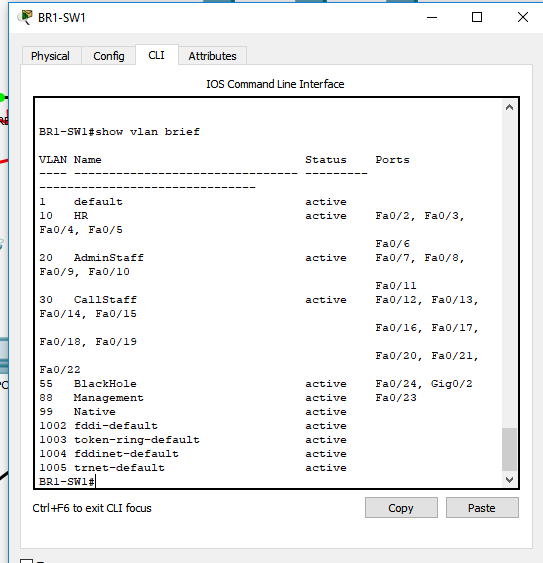 BR1-SW1
Physical Config CLI Attributes
IOS Command Line Interface
BR1-SW1#show vlan brief
VLAN Name Status Ports
---- -------------------------------- ---------
-------------------------------
1 default active
10 HR active Fa0/2, Fa0/3,
Fa0/4, Fa0/5
Fa0/6
20 AdminStaff active Fa0/7, Fa0/8,
Fa0/9, Fa0/10
Fa0/11
30 CallStaff active Fa0/12, Fa0/13,
Fa0/14, Fa0/15
Fa0/16, Fa0/17,
Fa0/18, Fa0/19
Fa0/20, Fa0/21,
Fa0/22
55 BlackHole active Fa0/24, Gig0/2
88 Management active Fa0/23
99 Native active
1002 fddi-default active
1003 token-ring-default active
1004 fddinet-default active
1005 trnet-default active
BR1-SW1#
Ctrl+F6 to exit CLI focus
Copy Paste